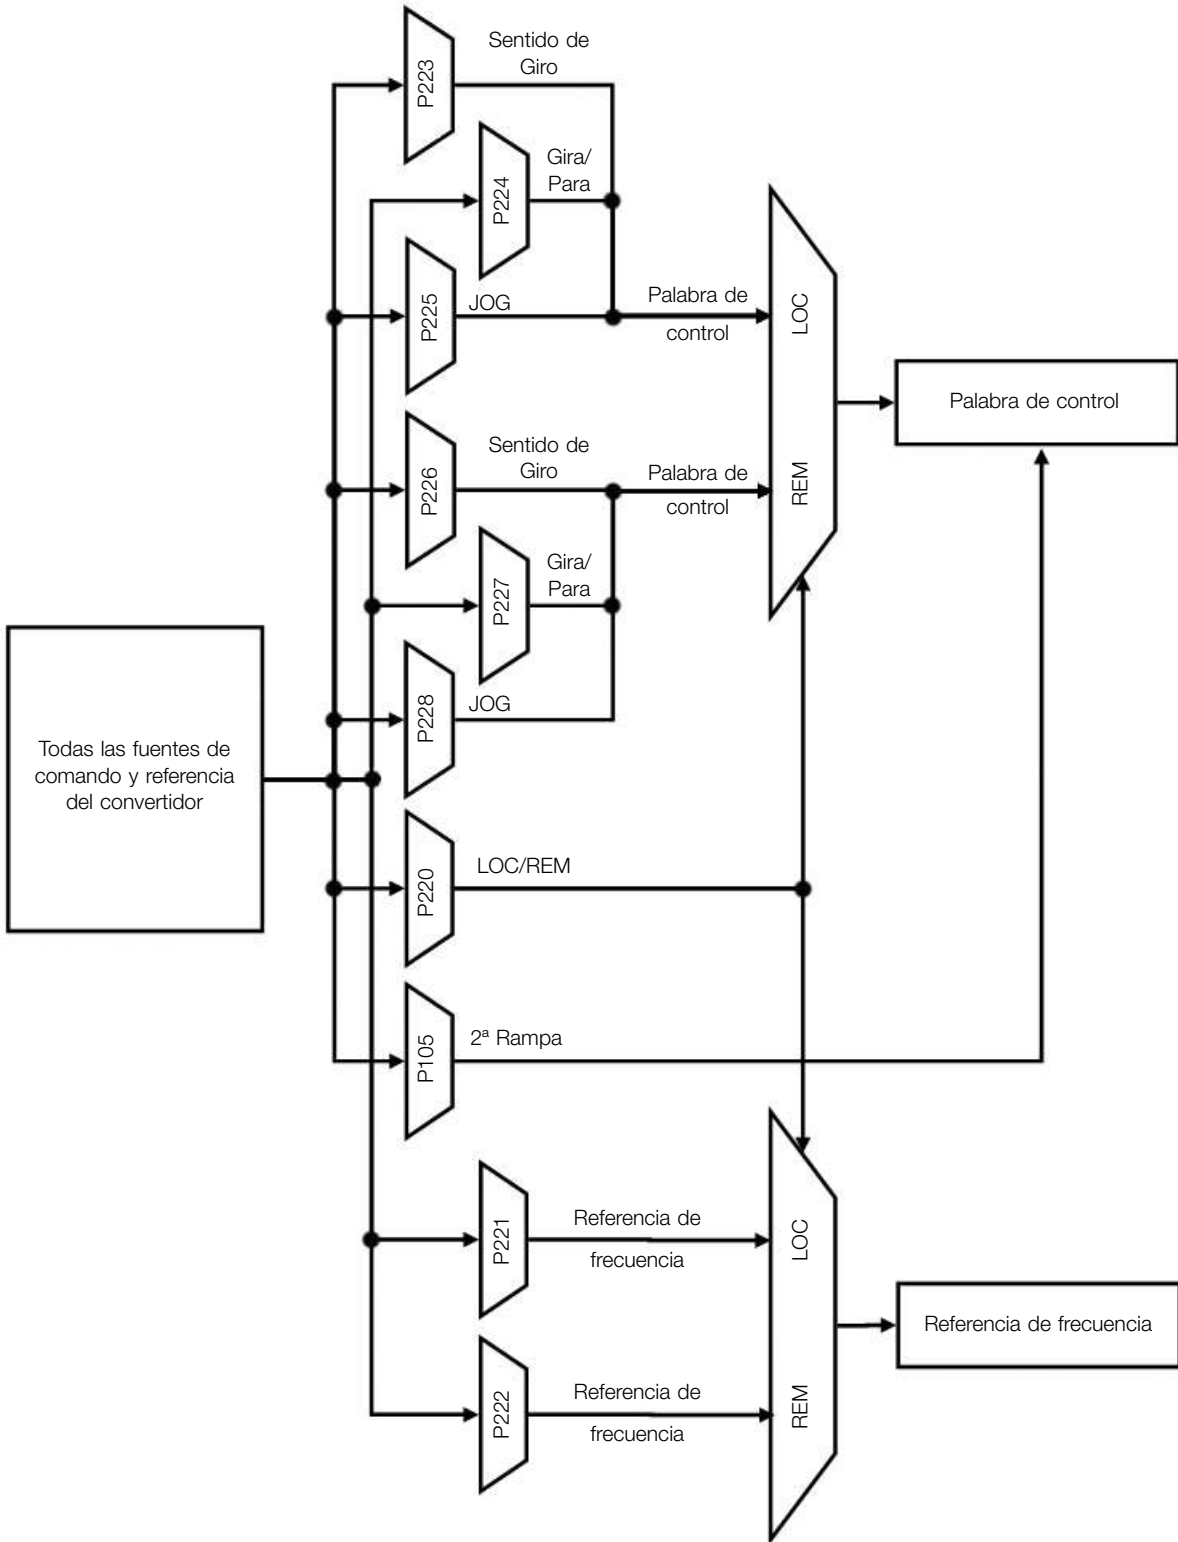 Sentido de
Giro
P223
Gira/
Para
P224
JOG
P225
Palabra de
control
LOC
Palabra de control
Sentido de
Giro
P226
Palabra de
control
REM
Gira/
Para
P227
JOG
P228
Todas las fuentes de
comando y referencia
del convertidor
LOC/REM
P220
2ª Rampa
P105
P221
Referencia de
frecuencia
LOC
Referencia de frecuencia
P222
Referencia de
frecuencia
REM